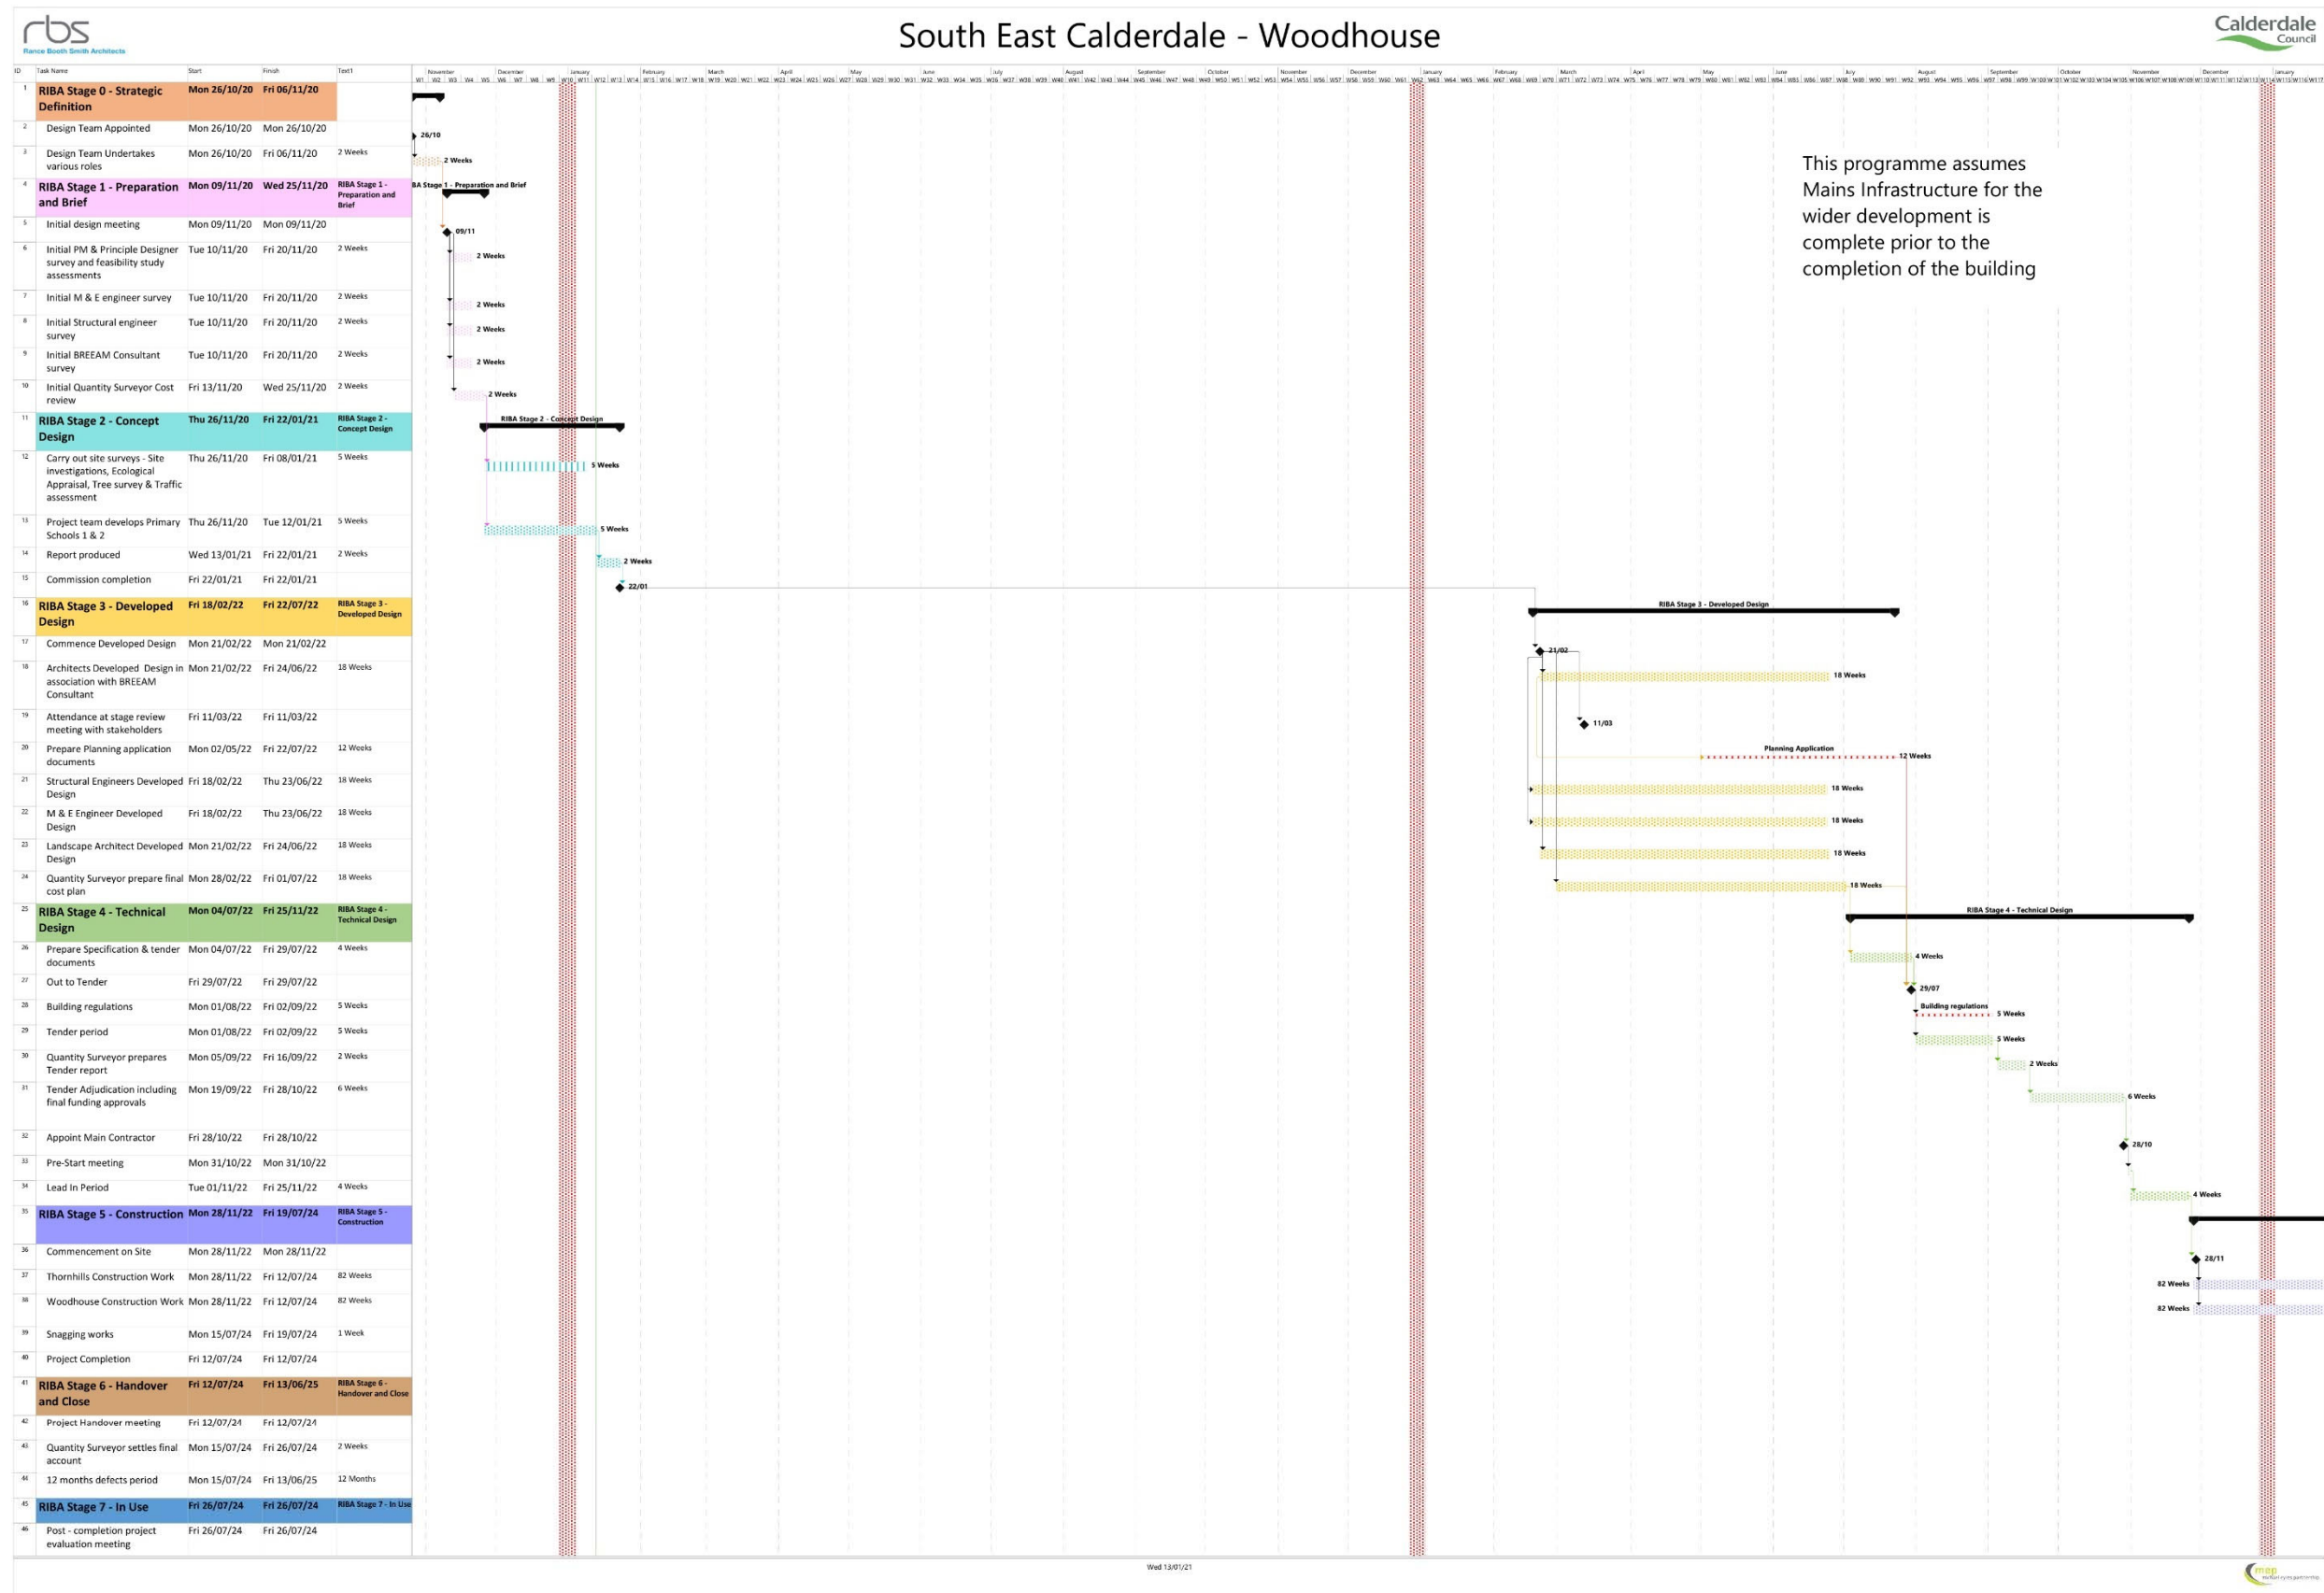 rbs
Rance Booth Smith Architects
South East Calderdale - Woodhouse
Calderdale
Council
ID Task Name Start Finish Text1
November December January February March April May June July August September October November December January February March April May June July August September October November December January
1 RIBA Stage 0 - Strategic Mon 26/10/20 Fri 06/11/20
Definition
2 Design Team Appointed Mon 26/10/20 Mon 26/10/20
26/10
3 Design Team Undertakes Mon 26/10/20 Fri 06/11/20 2 Weeks
various roles
2 Weeks
4 RIBA Stage 1 - Preparation Mon 09/11/20 Wed 25/11/20 RIBA Stage 1 -
and Brief Preparation and
Brief
BA Stage 1 - Preparation and Brief
5 Initial design meeting Mon 09/11/20 Mon 09/11/20
09/11
6 Initial PM & Principle Designer Tue 10/11/20 Fri 20/11/20 2 Weeks
survey and feasibility study
assessments
2 Weeks
7 Initial M & E engineer survey Tue 10/11/20 Fri 20/11/20 2 Weeks
2 Weeks
8 Initial Structural engineer Tue 10/11/20 Fri 20/11/20 2 Weeks
survey
2 Weeks
9 Initial BREEAM Consultant Tue 10/11/20 Fri 20/11/20 2 Weeks
survey
2 Weeks
10 Initial Quantity Surveyor Cost Fri 13/11/20 Wed 25/11/20 2 Weeks
review
2 Weeks
This programme assumes
Mains Infrastructure for the
wider development is
complete prior to the
completion of the building
11 RIBA Stage 2 - Concept Thu 26/11/20 Fri 22/01/21 RIBA Stage 2 -
Design Concept Design
RIBA Stage 2 - Concept Design
12 Carry out site surveys - Site Thu 26/11/20 Fri 08/01/21 5 Weeks
investigations, Ecological
Appraisal, Tree survey & Traffic
assessment
5 Weeks
13 Project team develops Primary Thu 26/11/20 Tue 12/01/21 5 Weeks
Schools 1 & 2
5 Weeks
14 Report produced Wed 13/01/21 Fri 22/01/21 2 Weeks
2 Weeks
15 Commission completion Fri 22/01/21 Fri 22/01/21
22/01
16 RIBA Stage 3 - Developed Fri 18/02/22 Fri 22/07/22 RIBA Stage 3 -
Design Developed Design
RIBA Stage 3 - Developed Design
17 Commence Developed Design Mon 21/02/22 Mon 21/02/22
21/02
18 Architects Developed Design in Mon 21/02/22 Fri 24/06/22 18 Weeks
association with BREEAM
Consultant
18 Weeks
19 Attendance at stage review Fri 11/03/22 Fri 11/03/22
meeting with stakeholders
11/03
20 Prepare Planning application Mon 02/05/22 Fri 22/07/22 12 Weeks
documents
Planning Application
12 Weeks
21 Structural Engineers Developed Fri 18/02/22 Thu 23/06/22 18 Weeks
Design
18 Weeks
22 M & E Engineer Developed Fri 18/02/22 Thu 23/06/22 18 Weeks
Design
18 Weeks
23 Landscape Architect Developed Mon 21/02/22 Fri 24/06/22 18 Weeks
Design
18 Weeks
24 Quantity Surveyor prepare final Mon 28/02/22 Fri 01/07/22 18 Weeks
cost plan
18 Weeks
25 RIBA Stage 4 - Technical Mon 04/07/22 Fri 25/11/22 RIBA Stage 4 -
Design Technical Design
RIBA Stage 4 - Technical Design
26 Prepare Specification & tender Mon 04/07/22 Fri 29/07/22 4 Weeks
documents
4 Weeks
27 Out to Tender Fri 29/07/22 Fri 29/07/22
29/07
28 Building regulations Mon 01/08/22 Fri 02/09/22 5 Weeks
Building regulations
5 Weeks
29 Tender period Mon 01/08/22 Fri 02/09/22 5 Weeks
5 Weeks
30 Quantity Surveyor prepares Mon 05/09/22 Fri 16/09/22 2 Weeks
Tender report
2 Weeks
31 Tender Adjudication including Mon 19/09/22 Fri 28/10/22 6 Weeks
final funding approvals
6 Weeks
32 Appoint Main Contractor Fri 28/10/22 Fri 28/10/22
28/10
33 Pre-Start meeting Mon 31/10/22 Mon 31/10/22
34 Lead In Period Tue 01/11/22 Fri 25/11/22 4 Weeks
4 Weeks
35 RIBA Stage 5 - Construction Mon 28/11/22 Fri 19/07/24 RIBA Stage 5 -
Construction
36 Commencement on Site Mon 28/11/22 Mon 28/11/22
28/11
37 Thornhills Construction Work Mon 28/11/22 Fri 12/07/24 82 Weeks
82 Weeks
38 Woodhouse Construction Work Mon 28/11/22 Fri 12/07/24 82 Weeks
82 Weeks
39 Snagging works Mon 15/07/24 Fri 19/07/24 1 Week
40 Project Completion Fri 12/07/24 Fri 12/07/24
41 RIBA Stage 6 - Handover Fri 12/07/24 Fri 13/06/25 RIBA Stage 6 -
and Close Handover and Close
42 Project Handover meeting Fri 12/07/24 Fri 12/07/24
43 Quantity Surveyor settles final Mon 15/07/24 Fri 26/07/24 2 Weeks
account
44 12 months defects period Mon 15/07/24 Fri 13/06/25 12 Months
45 RIBA Stage 7 - In Use Fri 26/07/24 Fri 26/07/24 RIBA Stage 7 - In Use
46 Post - completion project Fri 26/07/24 Fri 26/07/24
evaluation meeting
Wed 13/01/21